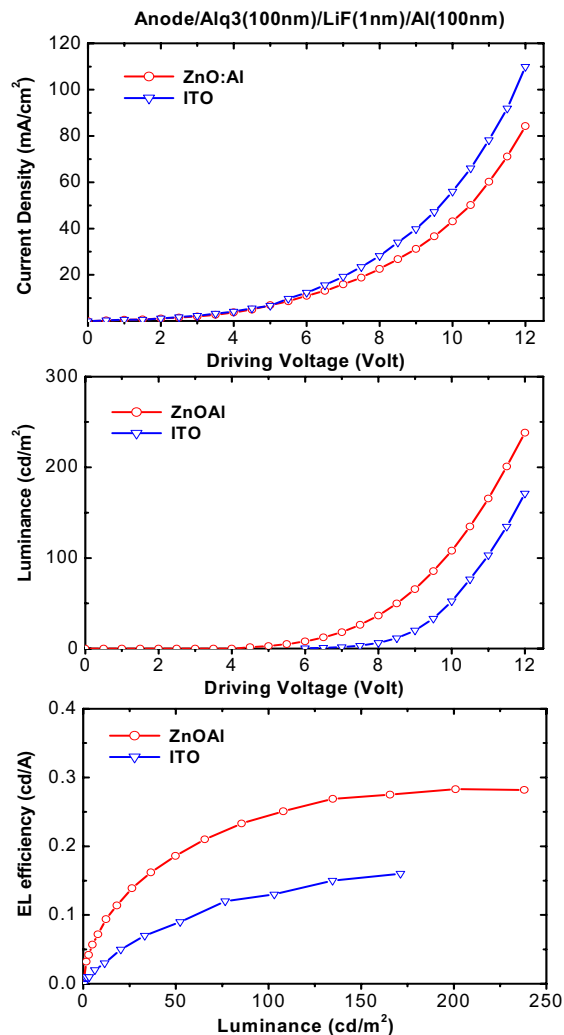 Anode/Alq3(100nm)/LiF(1nm)/Al(100nm)
120
100
80
60
40
20
Current Density (mA/cm²)
ZnO:Al
ITO
0 2 4 6 8 10 12
Driving Voltage (Volt)
300
200
100
0
Luminance (cd/m²)
ZnOAl
ITO
0 2 4 6 8 10 12
Driving Voltage (Volt)
0.4
0.3
0.2
0.1
0.0
EL efficiency (cd/A)
ZnOAl
ITO
0 50 100 150 200 250
Luminance (cd/m²)